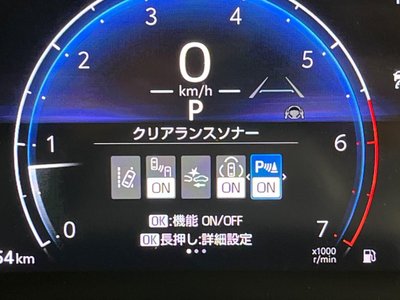 2
3
4
5
0
km/h
P
クリアランスソナー
1
6
ON
ON
P ON
OK:機能 ON/OFF
OK長押し:詳細設定
54 km
0
7
x1000
r/min